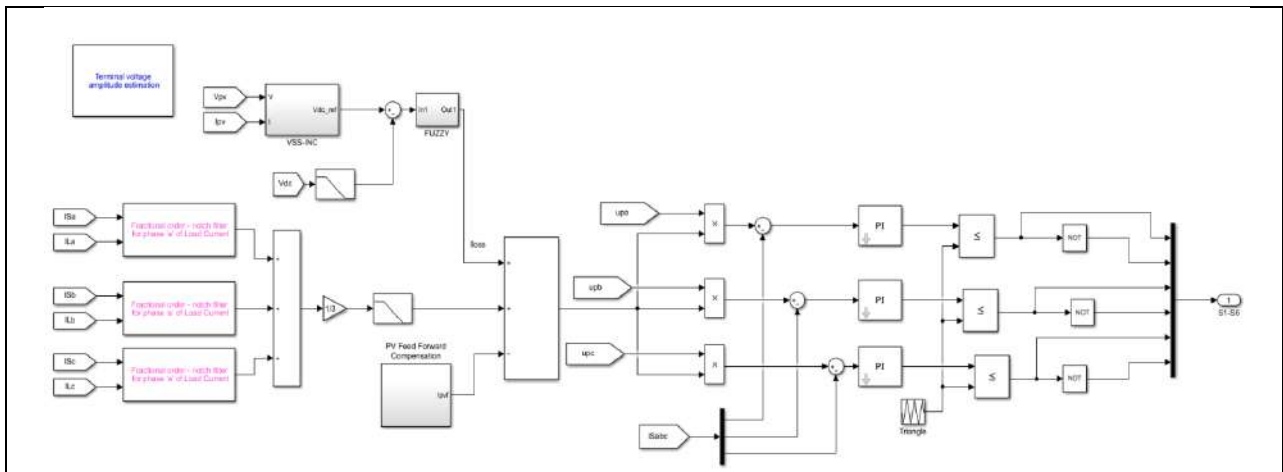 Terminal voltage
amplitude estimation
Vpv
Ipv
V
I
Vdc_ref
VSS-INC
In1
Out1
FUZZY
Vdc
ISa
ILa
Fractional order - notch filter
for phase 'a' of Load Current
ISb
ILb
Fractional order - notch filter
for phase 'a' of Load Current
ISc
ILc
Fractional order - notch filter
for phase 'a' of Load Current
1/3
Iloss
PV Feed Forward
Compensation
Ipvf
upa
upb
upc
ISabc
PI
PI
PI
≤
≤
≤
NOT
NOT
NOT
Triangle
1
S1-S6